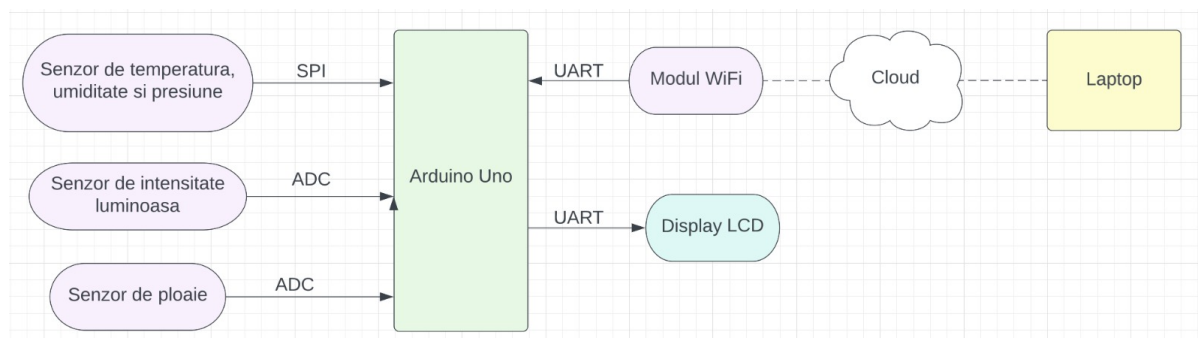 Senzor de temperatura,
umiditate si presiune
SPI
Senzor de intensitate
luminoasa
ADC
Senzor de ploaie
ADC
Arduino Uno
UART
Modul WiFi
Cloud
Laptop
UART
Display LCD